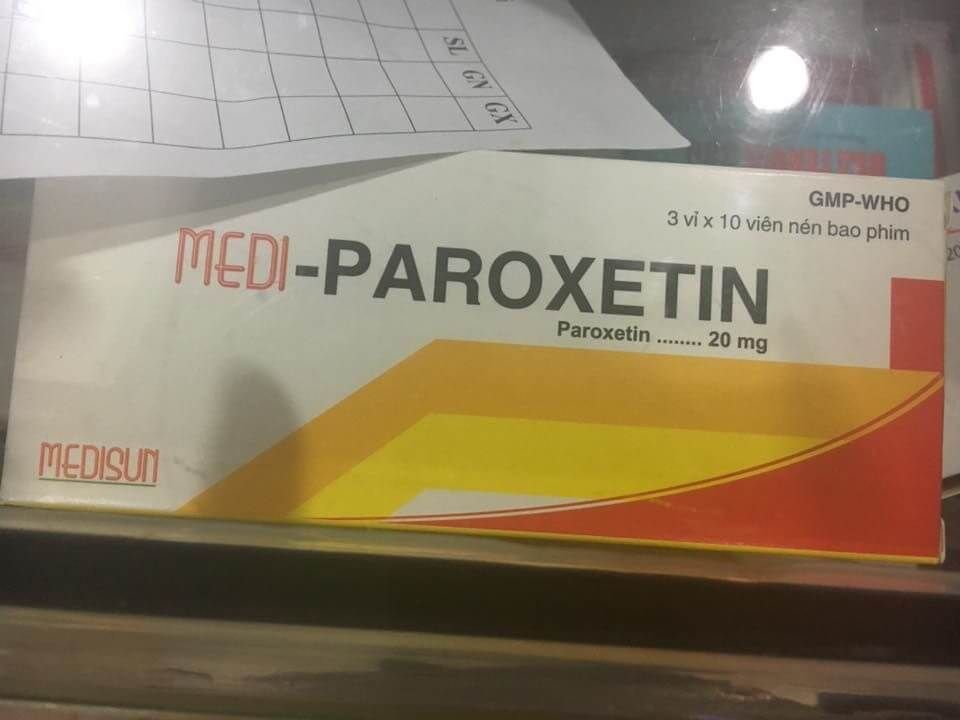 SL GN GX
GMP-WHO
3 vỉ x 10 viên nén bao phim
MEDI-PAROXETIN
Paroxetin ........ 20 mg
MEDISUN